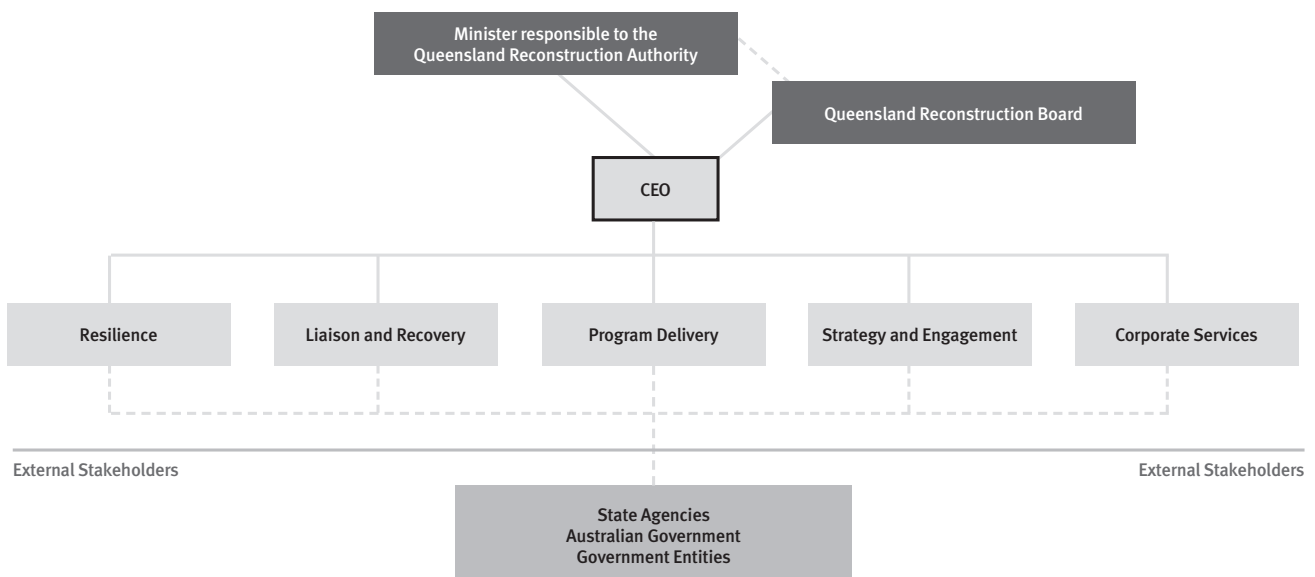 Minister responsible to the
Queensland Reconstruction Authority
Queensland Reconstruction Board
CEO
Resilience
Liaison and Recovery
Program Delivery
Strategy and Engagement
Corporate Services
External Stakeholders
External Stakeholders
State Agencies
Australian Government
Government Entities